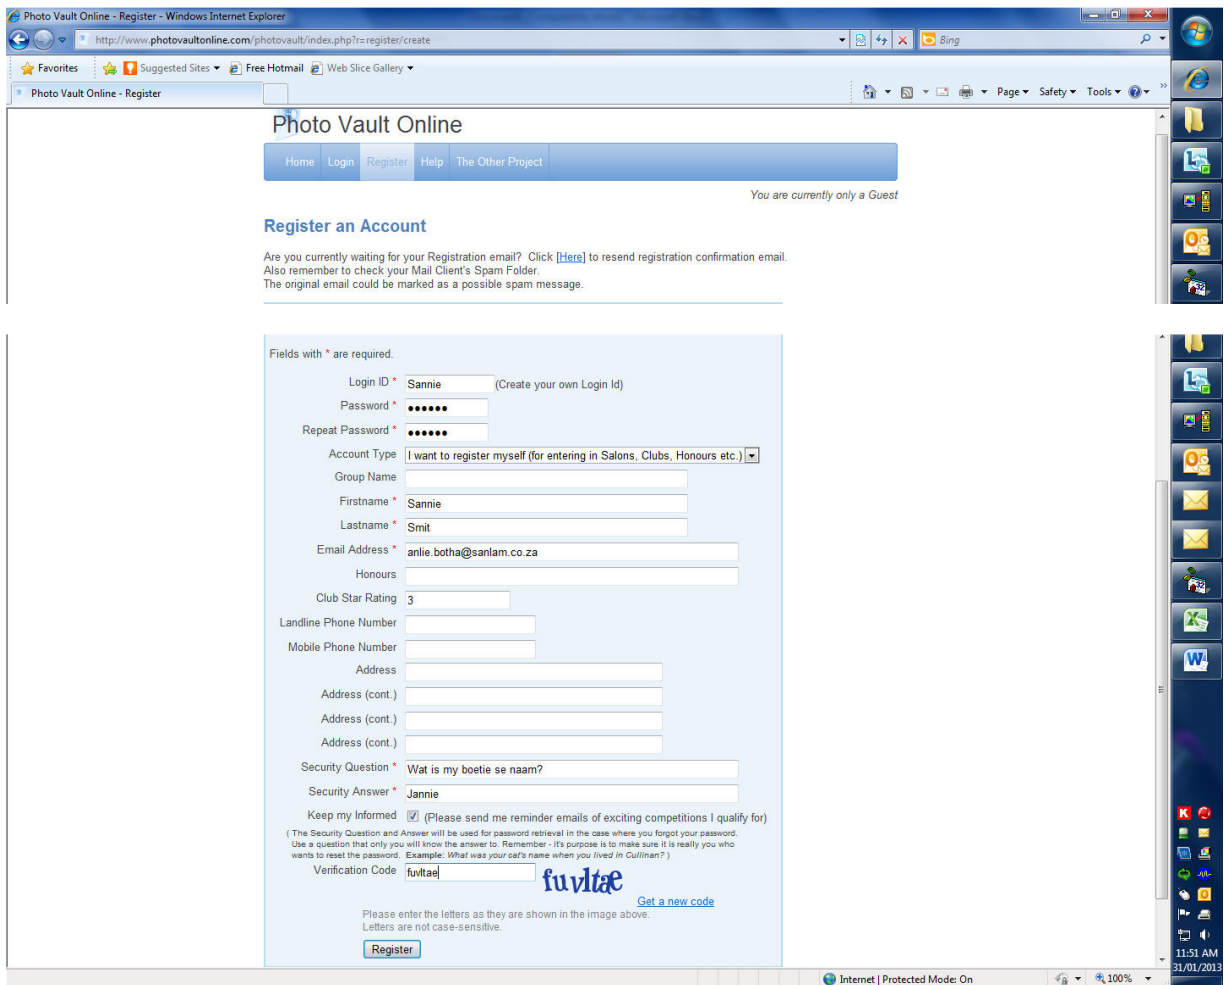 Photo Vault Online - Register - Windows Internet Explorer
http://www.photovaultonline.com/photovault/index.php?r=register/create
Bing
Favorites Suggested Sites Free Hotmail Web Slice Gallery
Photo Vault Online - Register
Page Safety Tools
Photo Vault Online
Home Login Register Help The Other Project
You are currently only a Guest
Register an Account
Are you currently waiting for your Registration email? Click [Here] to resend registration confirmation email.
Also remember to check your Mail Client's Spam Folder.
The original email could be marked as a possible spam message.
Fields with * are required.
Login ID * Sannie (Create your own Login Id)
Password * ●●●●●●
Repeat Password * ●●●●●●
Account Type I want to register myself (for entering in Salons, Clubs, Honours etc.)
Group Name
Firstname * Sannie
Lastname * Smit
Email Address * anlie.botha@sanlam.co.za
Honours
Club Star Rating 3
Landline Phone Number
Mobile Phone Number
Address
Address (cont.)
Address (cont.)
Address (cont.)
Security Question * Wat is my boetie se naam?
Security Answer * Jannie
Keep my Informed (Please send me reminder emails of exciting competitions I qualify for)
( The Security Question and Answer will be used for password retrieval in the case where you forgot your password.
Use a question that only you will know the answer to. Remember - it's purpose is to make sure it is really you who
wants to reset the password. Example: What was your cat's name when you lived in Cullinan? )
Verification Code fuvltae fuvltae
Get a new code
Please enter the letters as they are shown in the image above.
Letters are not case-sensitive.
Register
Internet | Protected Mode: On 100%
11:51 AM
31/01/2013